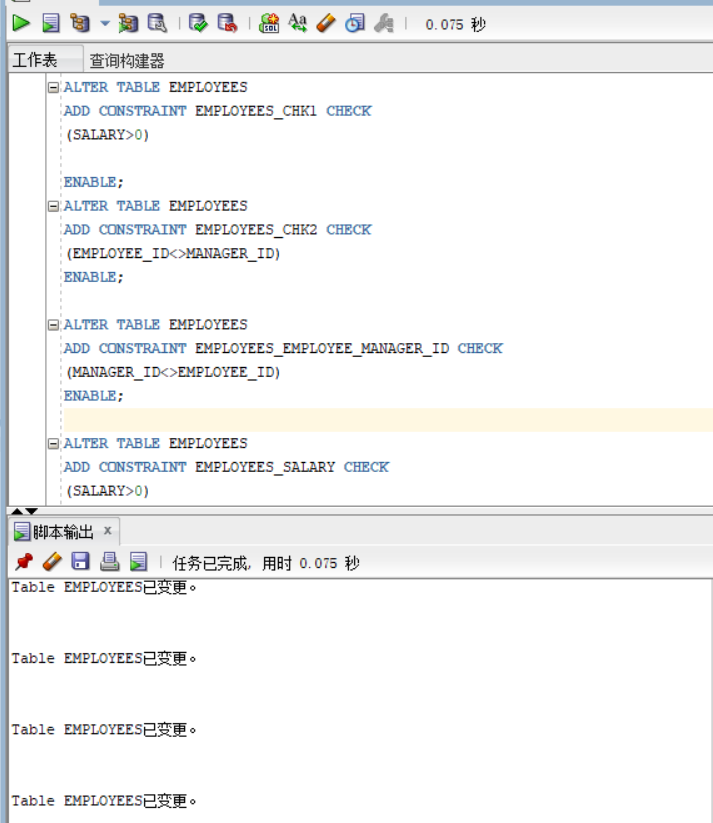 0.075 秒
工作表 查询构建器
ALTER TABLE EMPLOYEES
ADD CONSTRAINT EMPLOYEES_CHK1 CHECK
(SALARY>0)
ENABLE;
ALTER TABLE EMPLOYEES
ADD CONSTRAINT EMPLOYEES_CHK2 CHECK
(EMPLOYEE_ID<>MANAGER_ID)
ENABLE;
ALTER TABLE EMPLOYEES
ADD CONSTRAINT EMPLOYEES_EMPLOYEE_MANAGER_ID CHECK
(MANAGER_ID<>EMPLOYEE_ID)
ENABLE;
ALTER TABLE EMPLOYEES
ADD CONSTRAINT EMPLOYEES_SALARY CHECK
(SALARY>0)
脚本输出 ×
任务已完成, 用时 0.075 秒
Table EMPLOYEES已变更。
Table EMPLOYEES已变更。
Table EMPLOYEES已变更。
Table EMPLOYEES已变更。